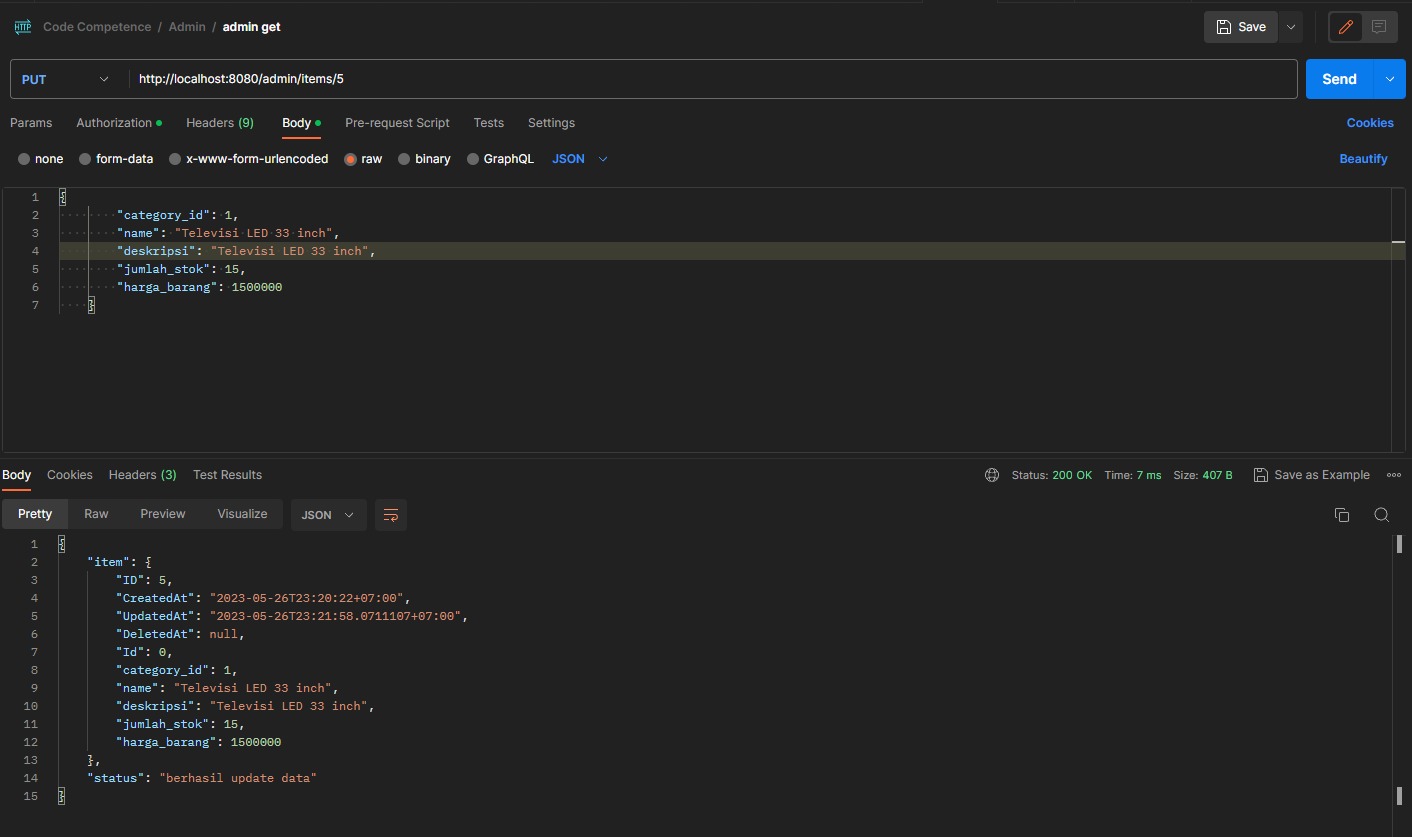 HTTP Code Competence / Admin / admin get Save
PUT http://localhost:8080/admin/items/5 Send
Params Authorization Headers (9) Body Pre-request Script Tests Settings Cookies
none form-data x-www-form-urlencoded raw binary GraphQL JSON Beautify
1 {
2 "category_id": 1,
3 "name": "Televisi LED 33 inch",
4 "deskripsi": "Televisi LED 33 inch",
5 "jumlah_stok": 15,
6 "harga_barang": 1500000
7 }
Body Cookies Headers (3) Test Results Status: 200 OK Time: 7 ms Size: 407 B Save as Example
Pretty Raw Preview Visualize JSON
1 {
2 "item": {
3 "ID": 5,
4 "CreatedAt": "2023-05-26T23:20:22+07:00",
5 "UpdatedAt": "2023-05-26T23:21:58.0711107+07:00",
6 "DeletedAt": null,
7 "Id": 0,
8 "category_id": 1,
9 "name": "Televisi LED 33 inch",
10 "deskripsi": "Televisi LED 33 inch",
11 "jumlah_stok": 15,
12 "harga_barang": 1500000
13 },
14 "status": "berhasil update data"
15 }